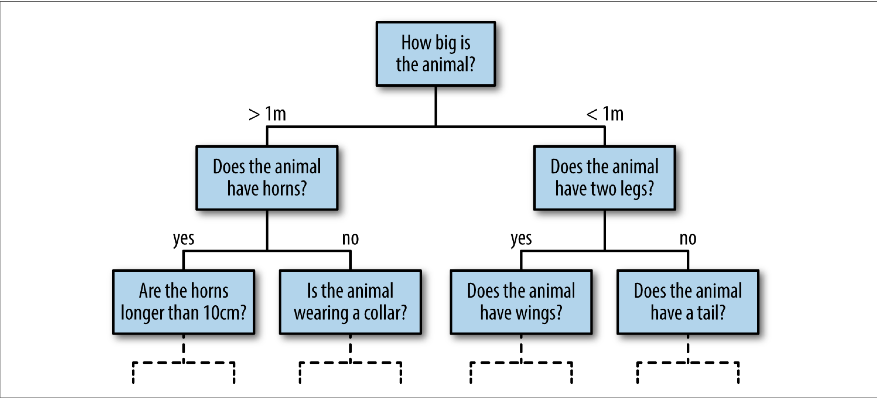 How big is
the animal?
> 1m
< 1m
Does the animal
have horns?
Does the animal
have two legs?
yes
no
yes
no
Are the horns
longer than 10cm?
Is the animal
wearing a collar?
Does the animal
have wings?
Does the animal
have a tail?